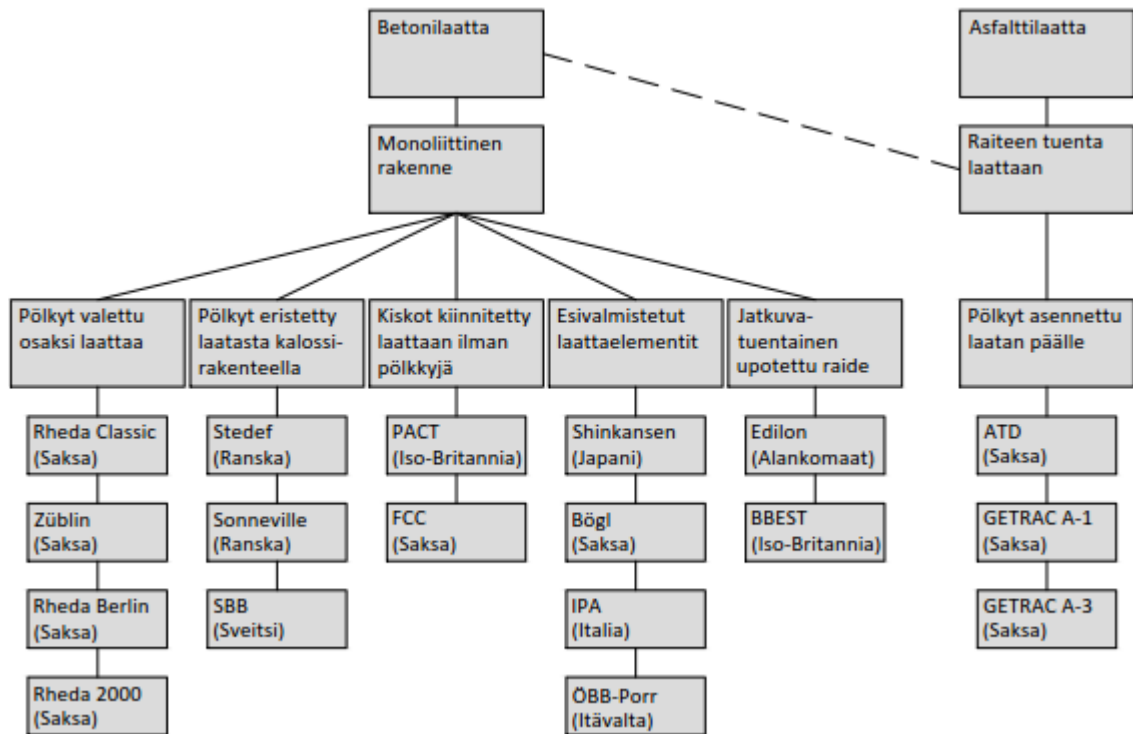 Betonilaatta
Asfalttilaatta
Monoliittinen
rakenne
Raiteen tuenta
laattaan
Pölkyt valettu
osaksi laattaa
Pölkyt eristetty
laatasta kalossi-
rakenteella
Kiskot kiinnitetty
laattaan ilman
pölkkyjä
Esivalmistetut
laattaelementit
Jatkuva-
tuentainen
upotettu raide
Pölkyt asennettu
laatan päälle
Rheda Classic
(Saksa)
Stedef
(Ranska)
PACT
(Iso-Britannia)
Shinkansen
(Japani)
Edilon
(Alankomaat)
ATD
(Saksa)
Züblin
(Saksa)
Sonneville
(Ranska)
FCC
(Saksa)
Bögl
(Saksa)
BBEST
(Iso-Britannia)
GETRAC A-1
(Saksa)
Rheda Berlin
(Saksa)
SBB
(Sveitsi)
IPA
(Italia)
GETRAC A-3
(Saksa)
Rheda 2000
(Saksa)
ÖBB-Porr
(Itävalta)